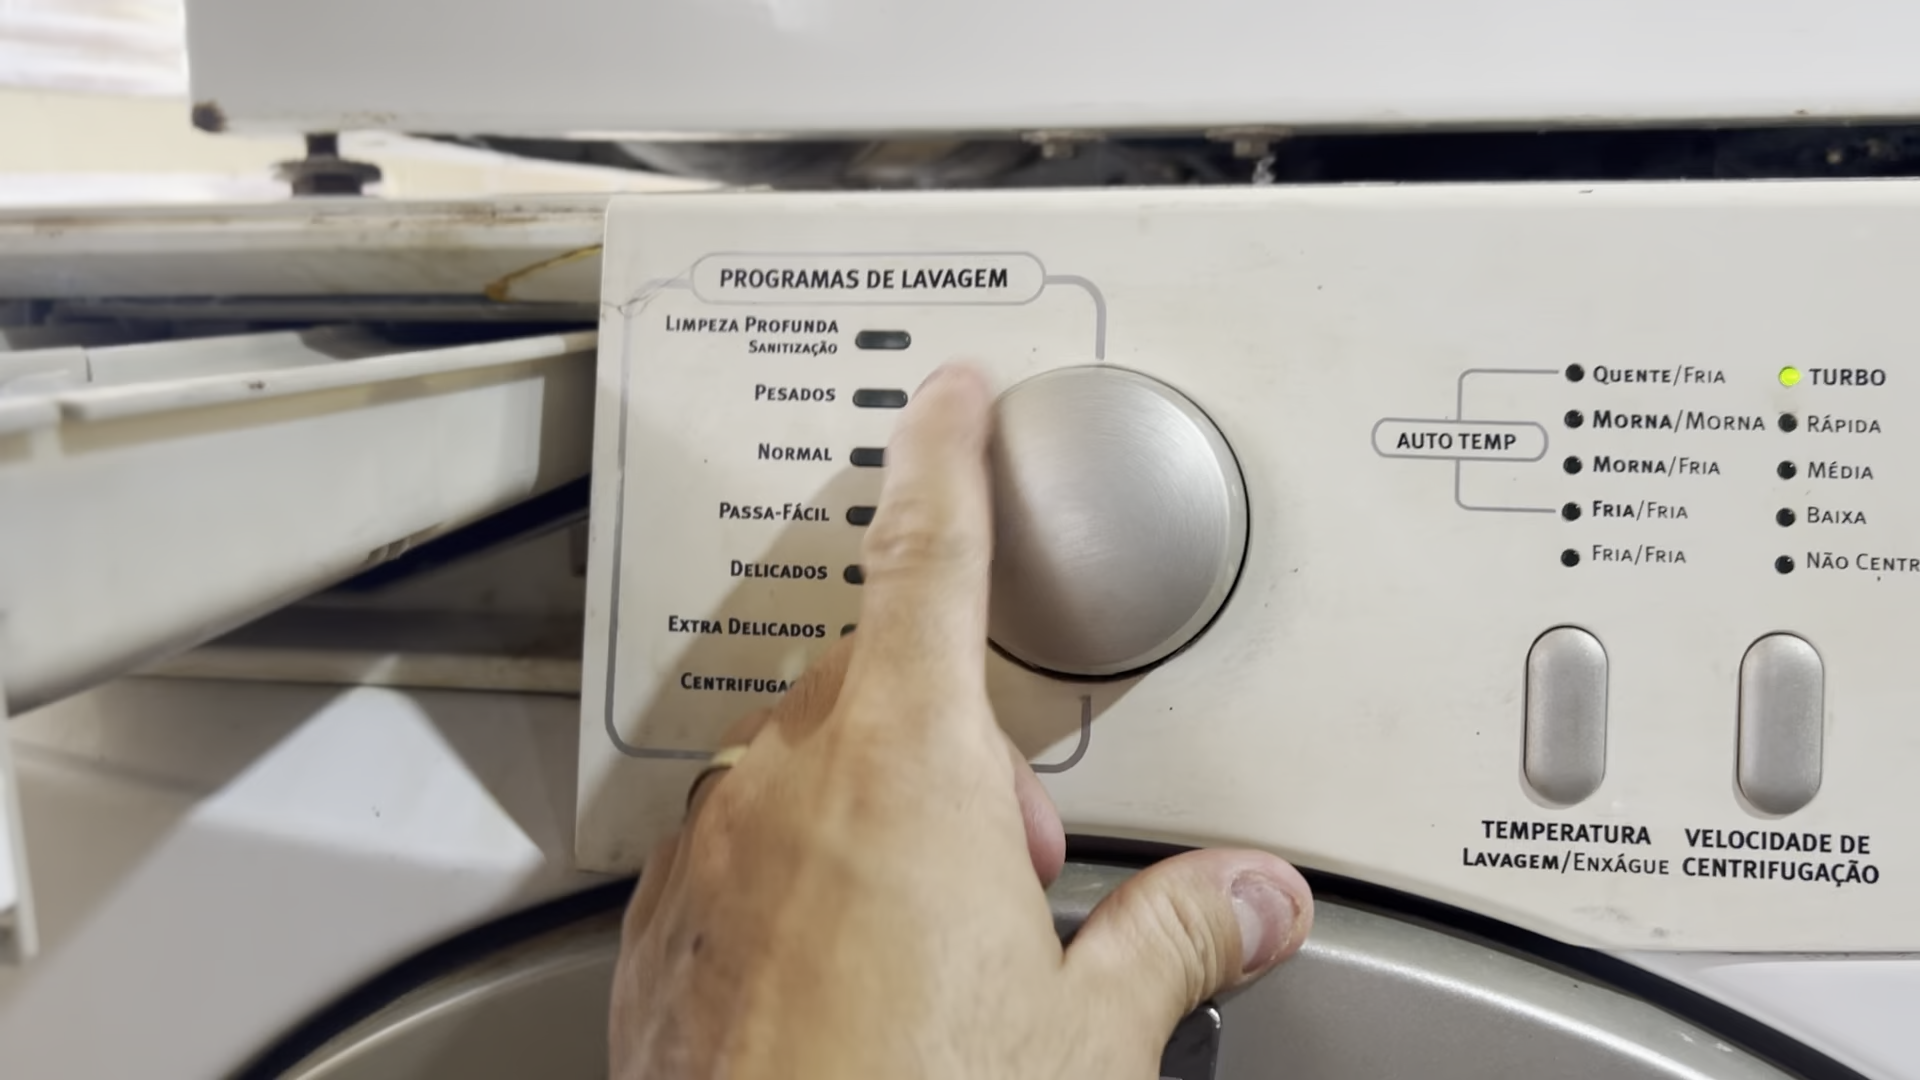 PROGRAMAS DE LAVAGEM
LIMPEZA PROFUNDA
SANITIZAÇÃO
PESADOS
NORMAL
PASSA-FÁCIL
DELICADOS
EXTRA DELICADOS
AUTO TEMP
QUENTE/FRIA
MORNA/MORNA
MORNA/FRIA
FRIA/FRIA
FRIA/FRIA
TURBO
RÁPIDA
MÉDIA
BAIXA
NÃO
TEMPERATURA
LAVAGEM/ENXÁGUE
VELOCIDADE DE
CENTRIFUGAÇÃO